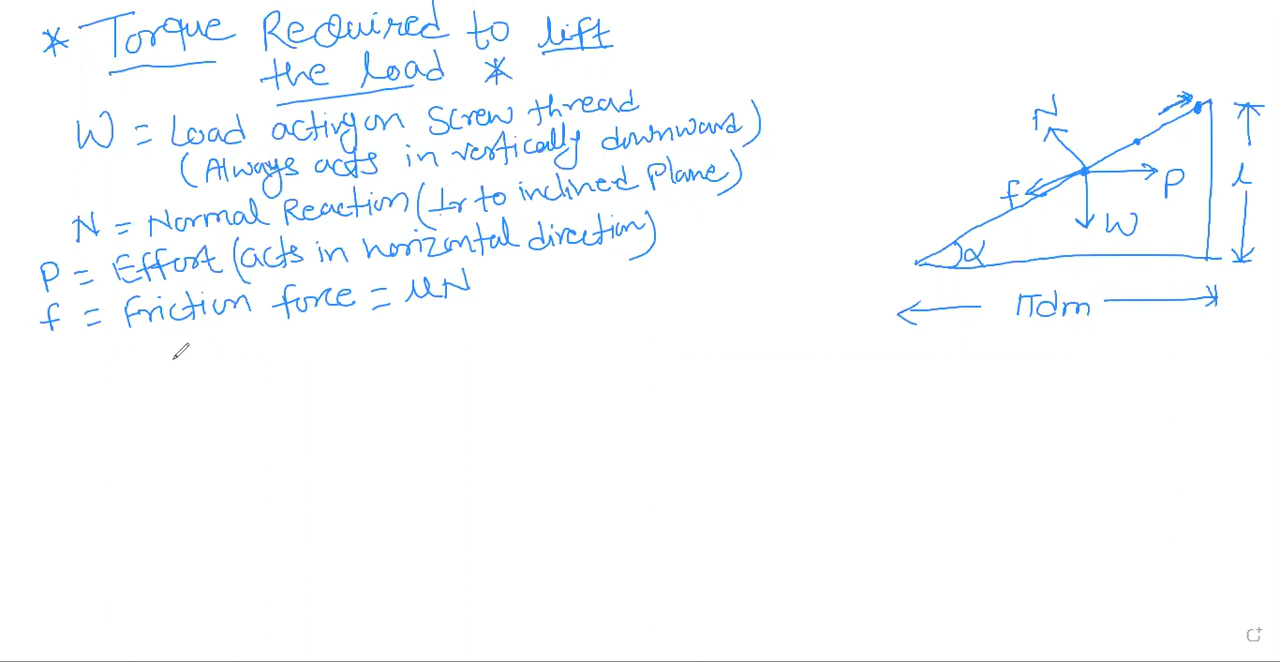 * Torque Required to lift
the load *
W = Load acting on screw thread
(Always acts in vertically downward)
N = Normal Reaction (⊥r to inclined plane)
P = Effort (acts in horizontal direction)
f = friction force = μN
N
f
P
W
α
l
πdm